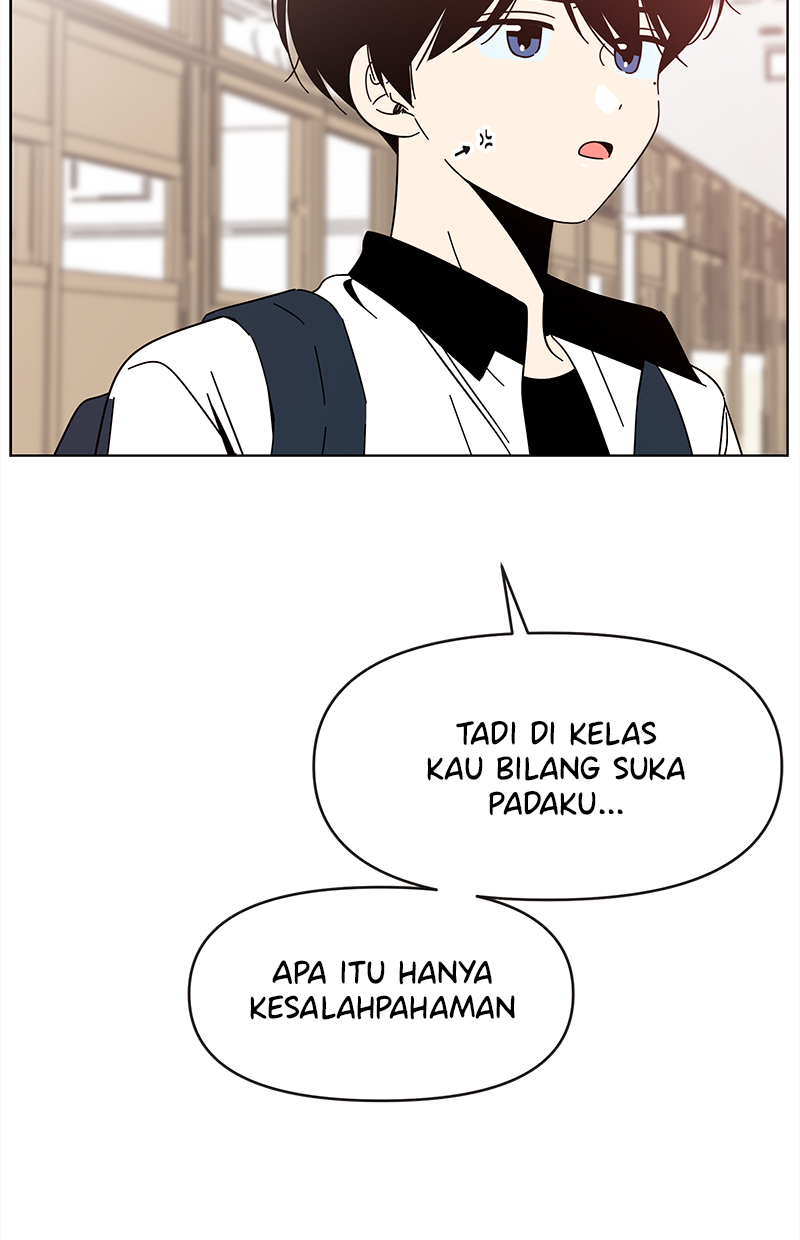 TADI DI KELAS
KAU BILANG SUKA
PADAKU...
APA ITU HANYA
KESALAHPAHAMAN